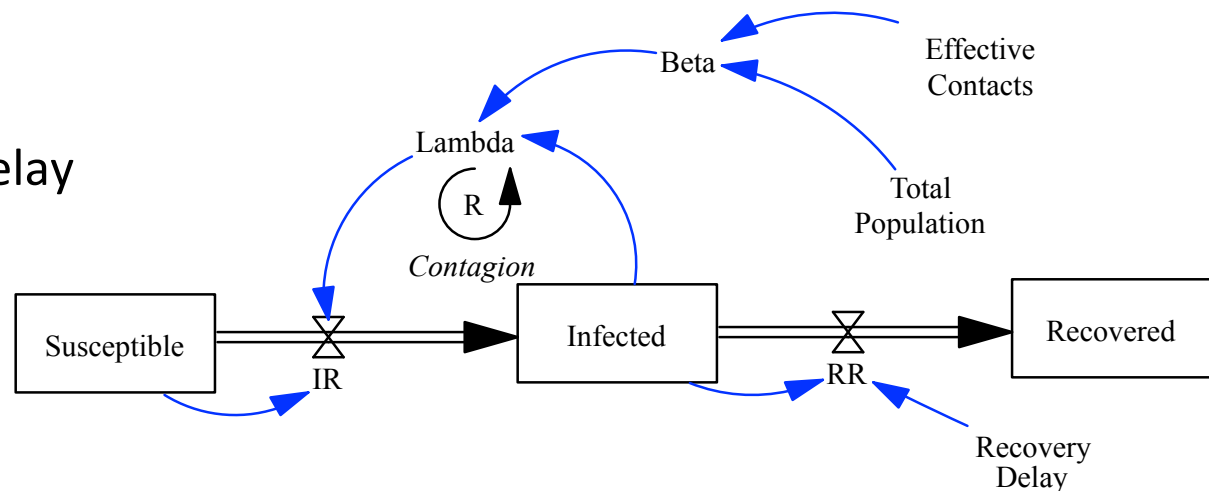 Effective
Contacts
Beta
Lambda
elay
Total
Population
R
Contagion
Susceptible
Infected
Recovered
IR
RR
Recovery
Delay